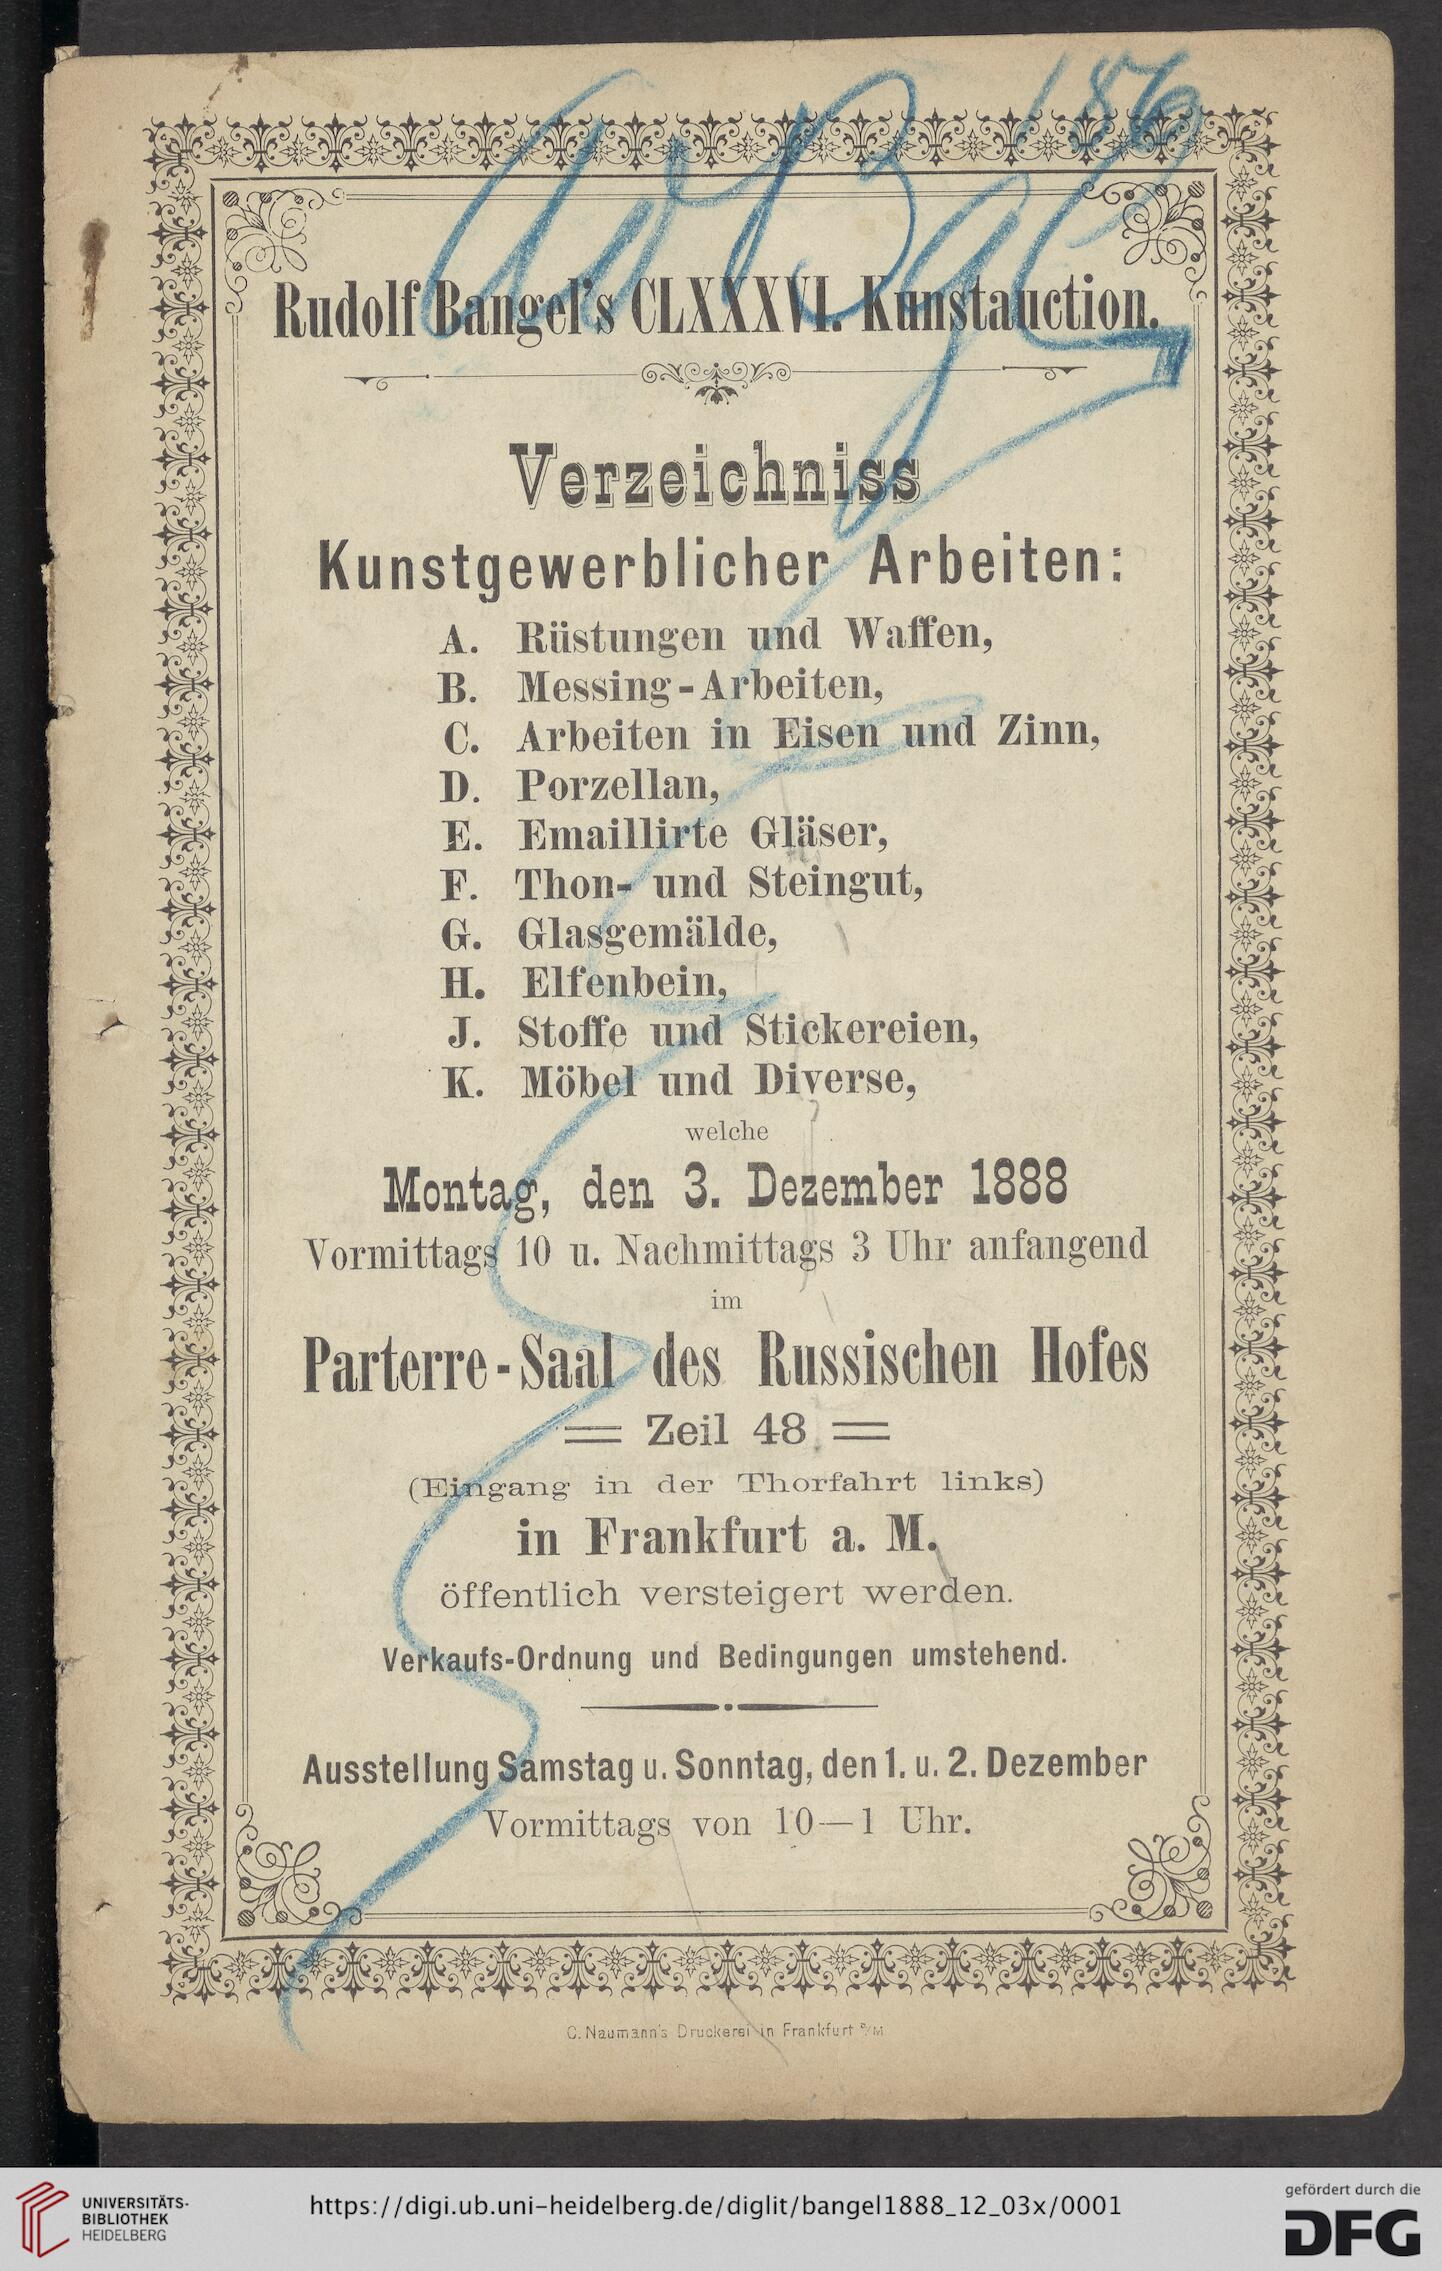 186
Rudolf Bangel's CLXXXVI. Kunstauction.
Verzeichniss
Kunstgewerblicher Arbeiten:
A. Rüstungen und Waffen,
B. Messing-Arbeiten,
C. Arbeiten in Eisen und Zinn,
D. Porzellan,
E. Emaillirte Gläser,
F. Thon- und Steingut,
G. Glasgemälde,
H. Elfenbein,
J. Stoffe und Stickereien,
K. Möbel und Diverse,
welche
Montag, den 3. Dezember 1888
Vormittags 10 u. Nachmittags 3 Uhr anfangend
im
Parterre-Saal des Russischen Hofes
= Zeil 48 =
(Eingang in der Thorfahrt links)
in Frankfurt a. M.
öffentlich versteigert werden.
Verkaufs-Ordnung und Bedingungen umstehend.
Ausstellung Samstag u. Sonntag, den 1. u. 2. Dezember
Vormittags von 10—1 Uhr.
C. Naumann's Druckerei in Frankfurt a/M
UNIVERSITÄTS-
BIBLIOTHEK
HEIDELBERG
https://digi.ub.uni-heidelberg.de/diglit/bangel1888_12_03x/0001
gefördert durch die
DFG